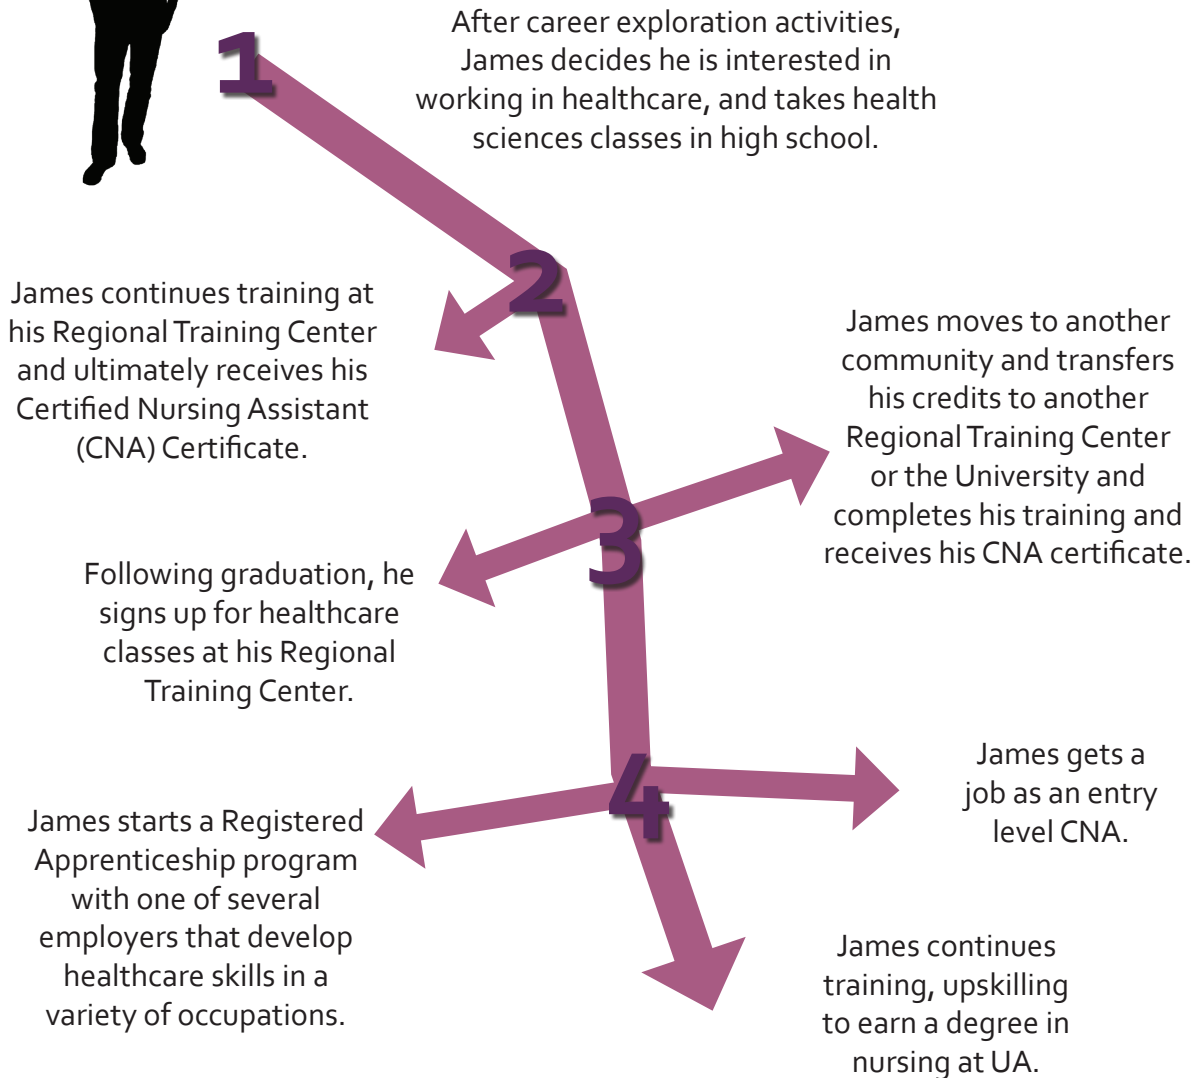 1
After career exploration activities,
James decides he is interested in
working in healthcare, and takes health
sciences classes in high school.
2
James continues training at
his Regional Training Center
and ultimately receives his
Certified Nursing Assistant
(CNA) Certificate.
James moves to another
community and transfers
his credits to another
Regional Training Center
or the University and
completes his training and
receives his CNA certificate.
3
Following graduation, he
signs up for healthcare
classes at his Regional
Training Center.
4
James gets a
job as an entry
level CNA.
James starts a Registered
Apprenticeship program
with one of several
employers that develop
healthcare skills in a
variety of occupations.
James continues
training, upskilling
to earn a degree in
nursing at UA.